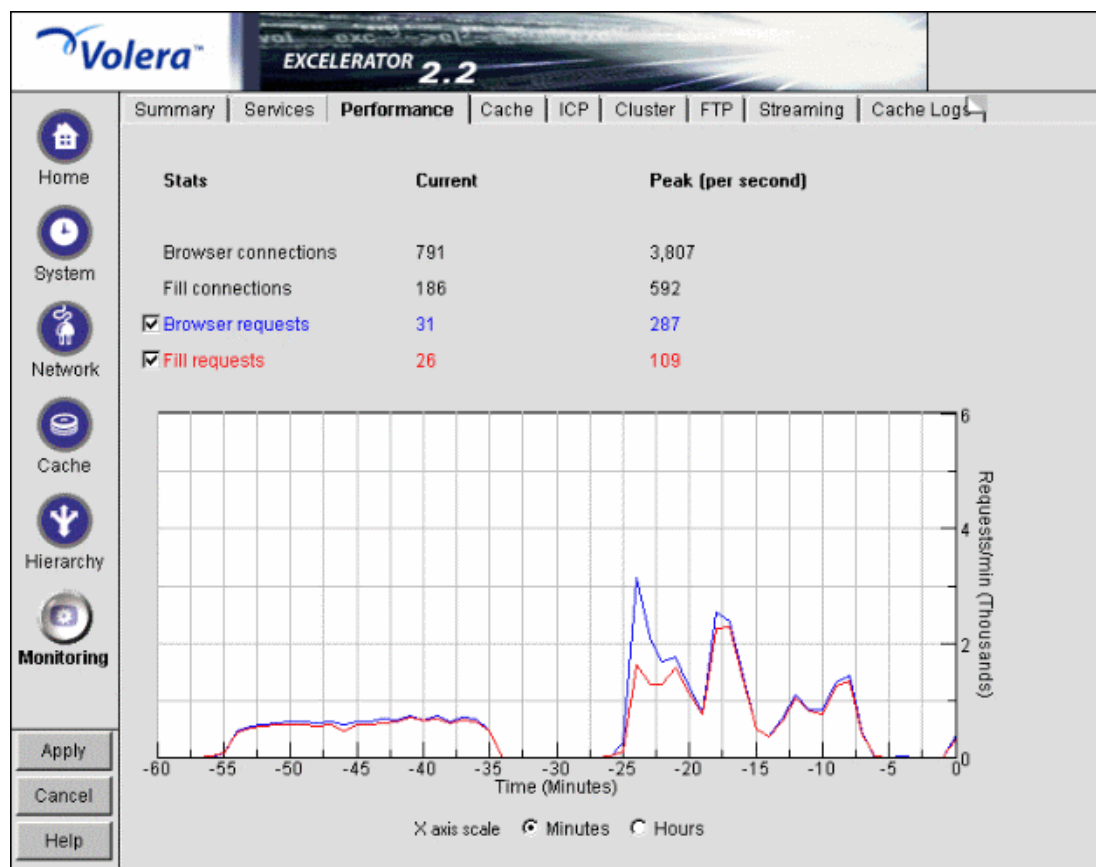 Volera™
EXCELERATOR 2.2
Summary Services Performance Cache ICP Cluster FTP Streaming Cache Logs
Home
System
Network
Cache
Hierarchy
Monitoring
Apply
Cancel
Help
Stats Current Peak (per second)
Browser connections 791 3,807
Fill connections 186 592
Browser requests 31 287
Fill requests 26 109
6
4
2
0
Requests/min (Thousands)
-60 -55 -50 -45 -40 -35 -30 -25 -20 -15 -10 -5 0
Time (Minutes)
X axis scale Minutes Hours